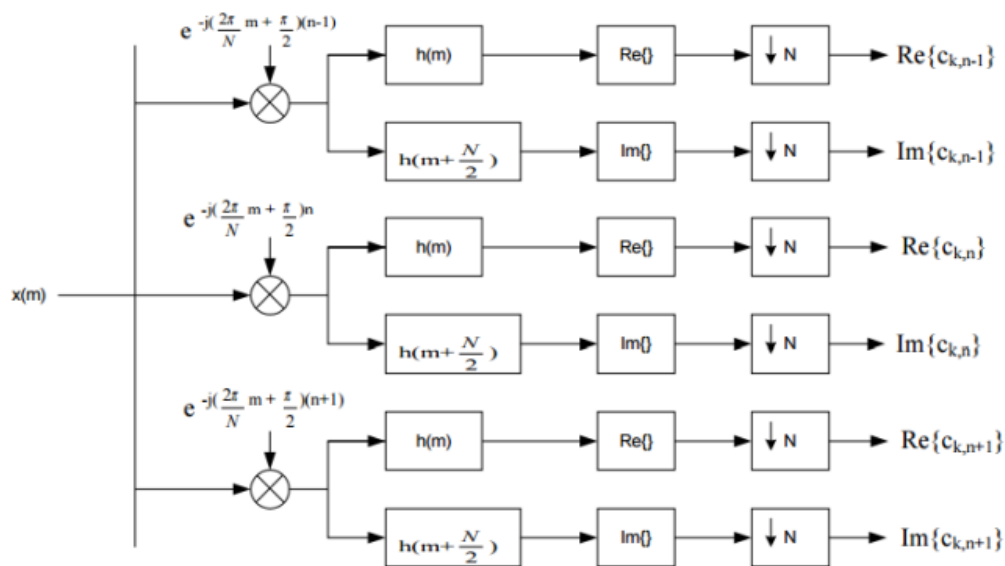 e -j(2π/N m + π/2)(n-1)
h(m) Re{} ↓ N Re{c_{k,n-1}}
h(m+N/2) Im{} ↓ N Im{c_{k,n-1}}
e -j(2π/N m + π/2)n
h(m) Re{} ↓ N Re{c_{k,n}}
x(m)
h(m+N/2) Im{} ↓ N Im{c_{k,n}}
e -j(2π/N m + π/2)(n+1)
h(m) Re{} ↓ N Re{c_{k,n+1}}
h(m+N/2) Im{} ↓ N Im{c_{k,n+1}}